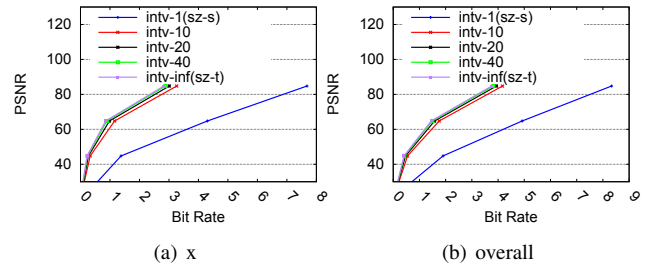 120
100
80
60
40
PSNR
intv-1(sz-s)
intv-10
intv-20
intv-40
intv-inf(sz-t)
0 1 2 3 4 5 6 7 8
Bit Rate
(a) x
120
100
80
60
40
PSNR
intv-1(sz-s)
intv-10
intv-20
intv-40
intv-inf(sz-t)
0 1 2 3 4 5 6 7 8 9
Bit Rate
(b) overall